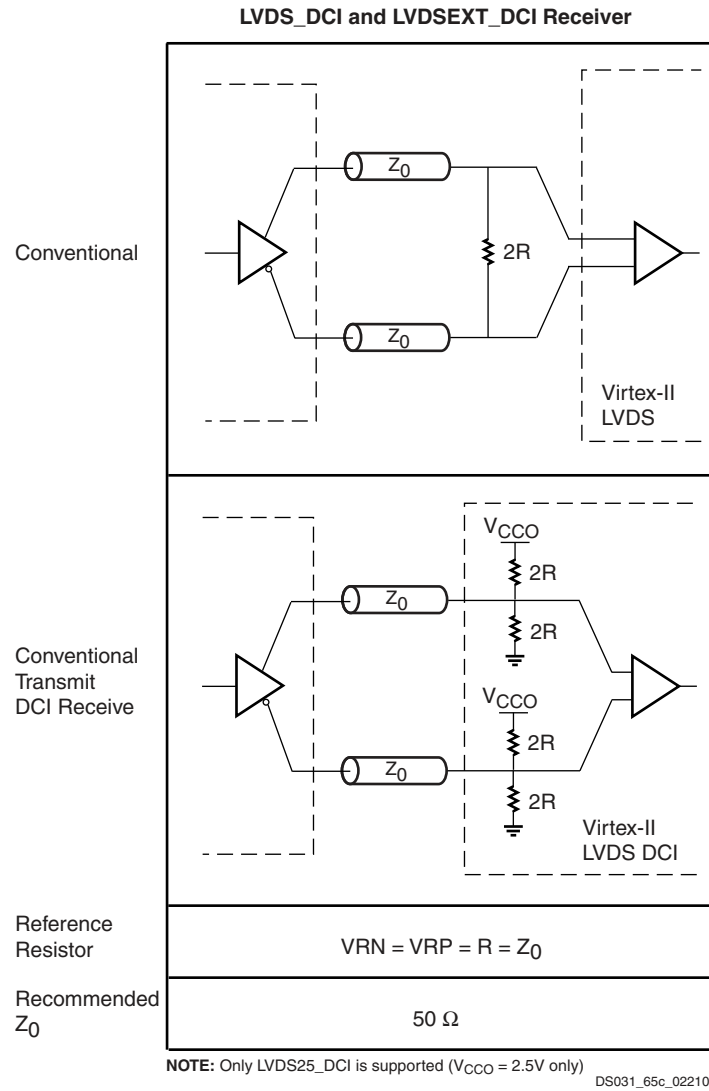 LVDS_DCI and LVDSEXT_DCI Receiver
Conventional
Z0
2R
Z0
Virtex-II
LVDS
Conventional
Transmit
DCI Receive
VCCO
2R
Z0
2R
VCCO
2R
Z0
2R
Virtex-II
LVDS DCI
Reference
Resistor
VRN = VRP = R = Z0
Recommended
Z0
50 Ω
NOTE: Only LVDS25_DCI is supported (VCCO = 2.5V only)
DS031_65c_02210